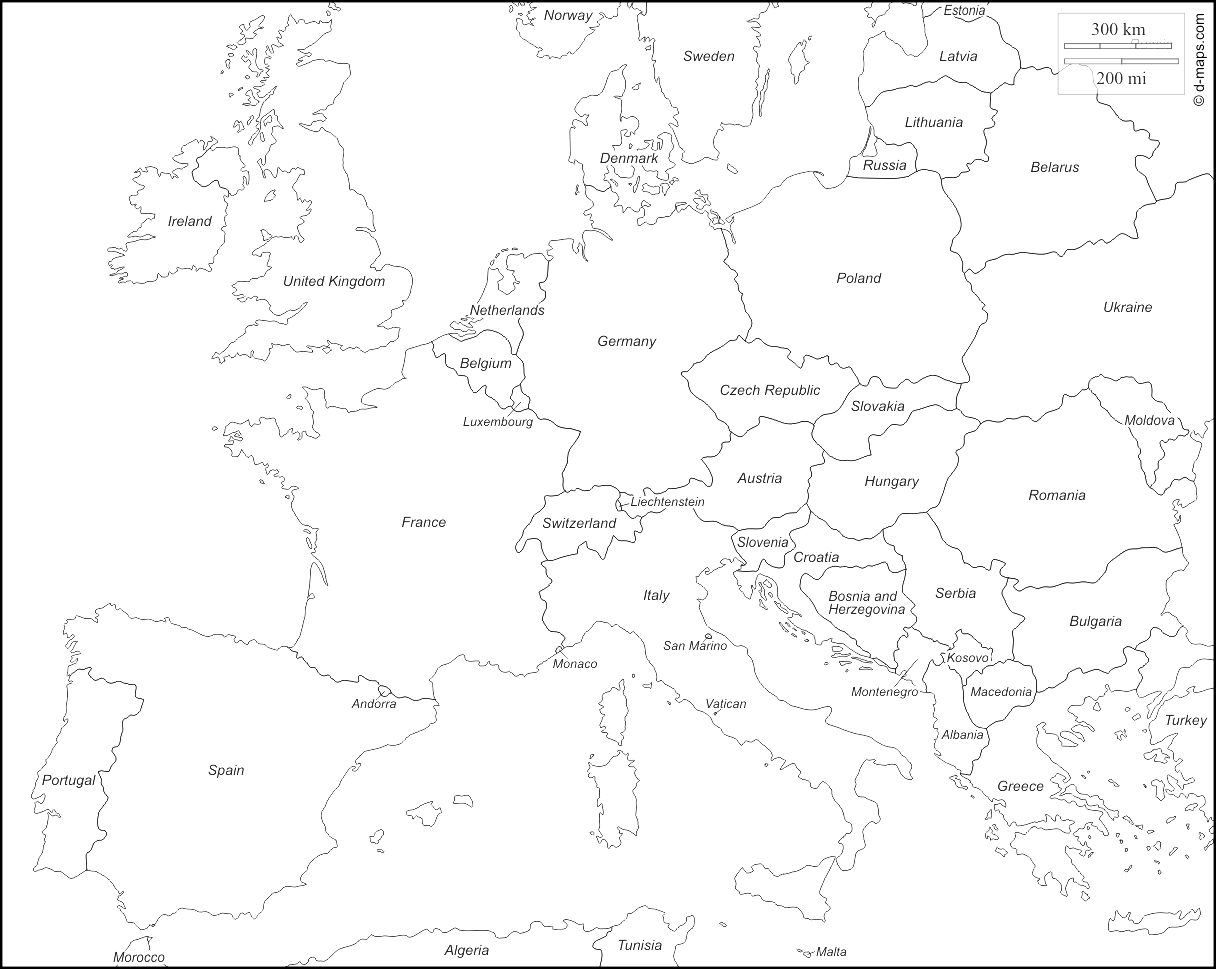 Norway
Estonia
300 km
200 mi
© d-maps.com
Sweden
Latvia
Lithuania
Denmark
Russia
Belarus
Ireland
United Kingdom
Poland
Netherlands
Ukraine
Germany
Belgium
Czech Republic
Slovakia
Luxembourg
Moldova
Austria
Hungary
Liechtenstein
Romania
France
Switzerland
Slovenia
Croatia
Italy
Bosnia and
Herzegovina
Serbia
Bulgaria
San Marino
Kosovo
Monaco
Montenegro
Macedonia
Andorra
Vatican
Turkey
Albania
Spain
Portugal
Greece
Tunisia
Algeria
Malta
Morocco